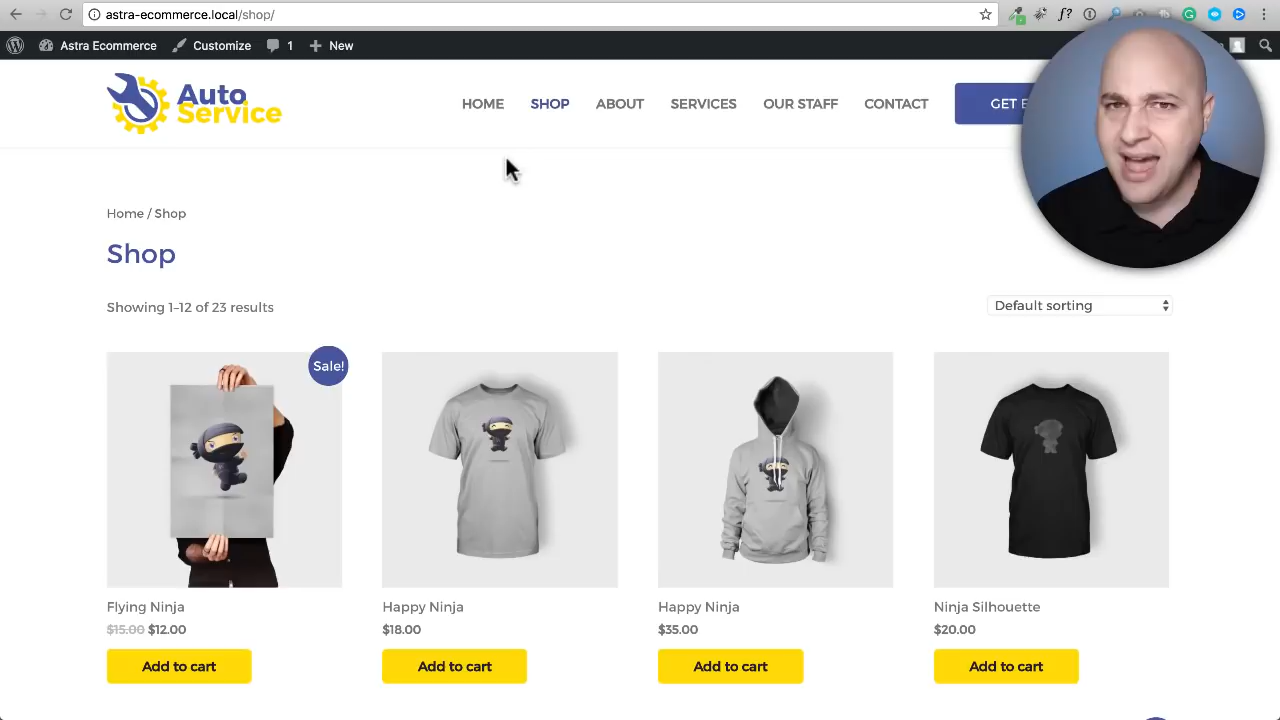 astra-ecommerce.local/shop/
Astra Ecommerce Customize 1 New
Auto
Service
HOME SHOP ABOUT SERVICES OUR STAFF CONTACT GET
Home / Shop
Shop
Showing 1–12 of 23 results
Default sorting
Sale!
Flying Ninja Happy Ninja Happy Ninja Ninja Silhouette
$15.00 $12.00 $18.00 $35.00 $20.00
Add to cart Add to cart Add to cart Add to cart